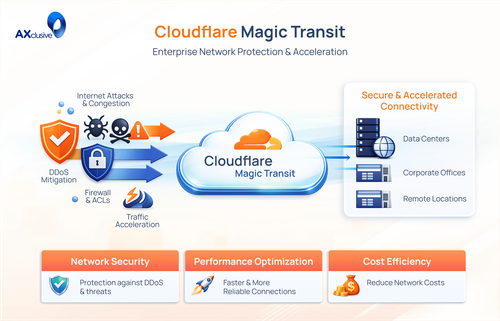 AXclusive
Cloudflare Magic Transit
Enterprise Network Protection & Acceleration
Internet Attacks
& Congestion
DDoS
Mitigation
Firewall
& ACLs
Traffic
Acceleration
Cloudflare
Magic Transit
Secure & Accelerated
Connectivity
Data Centers
Corporate Offices
Remote Locations
Network Security
Protection against DDoS
& threats
Performance Optimization
Faster & More
Reliable Connections
Cost Efficiency
Reduce Network Costs